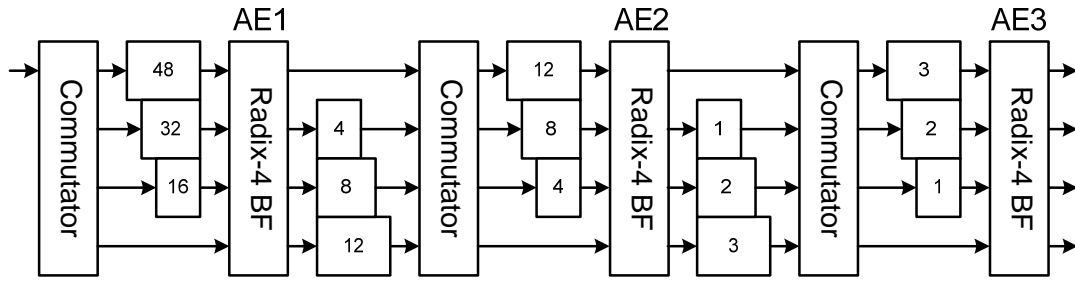 AE1
AE2
AE3
Commutator
48
32
16
Radix-4 BF
4
8
12
Commutator
12
8
4
Radix-4 BF
1
2
3
Commutator
3
2
1
Radix-4 BF